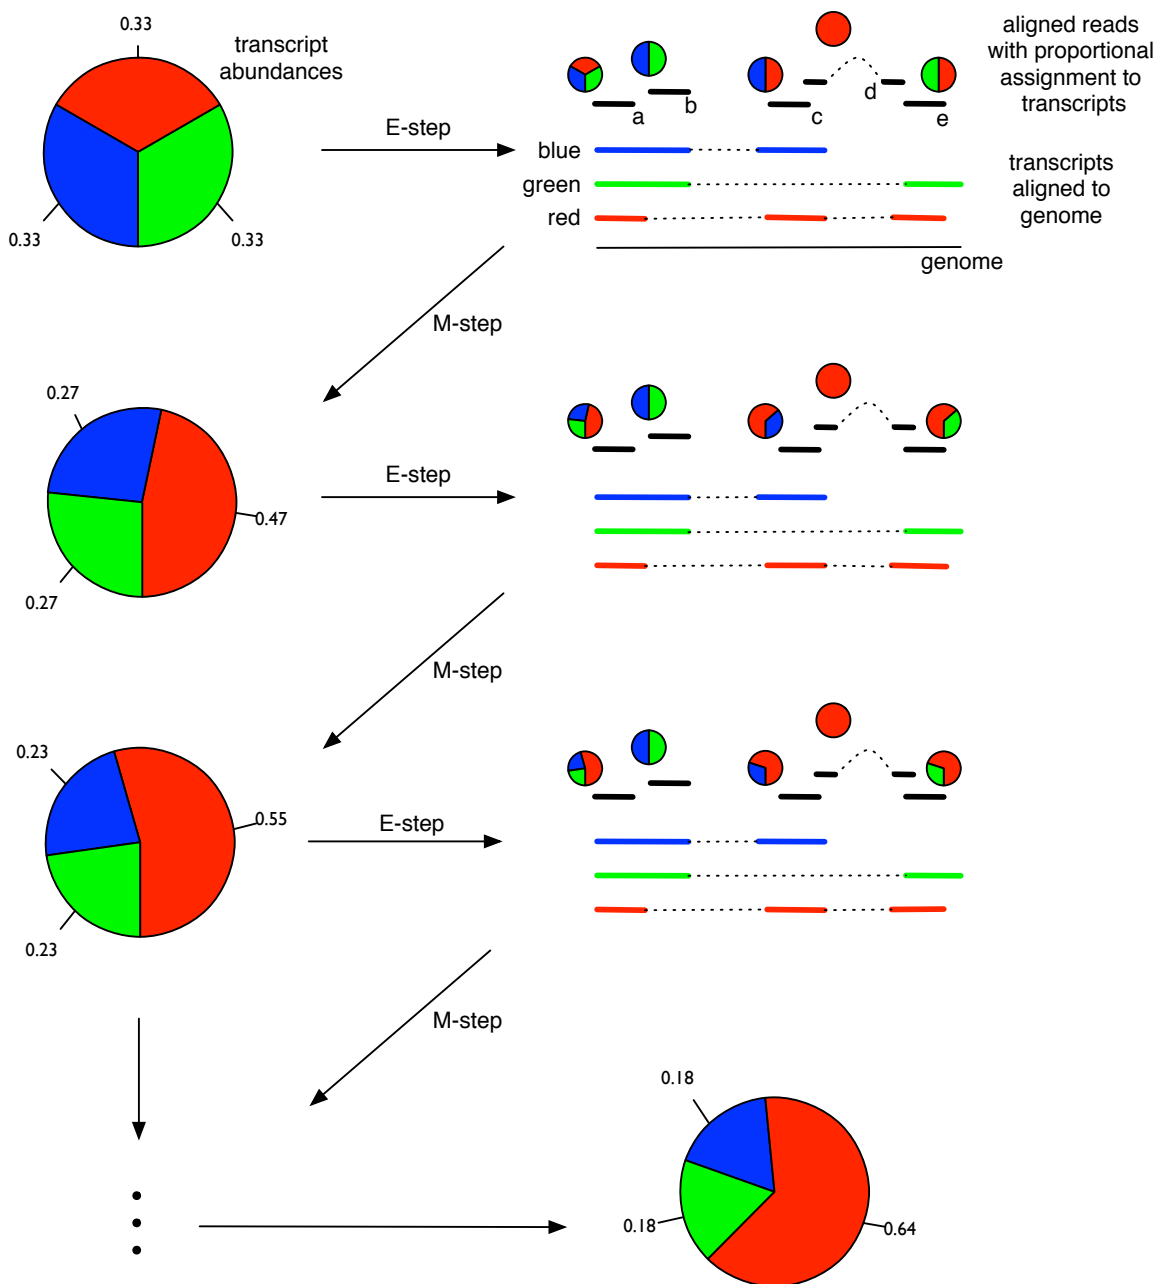 0.33
transcript
abundances
0.33
0.33
E-step
aligned reads
with proportional
assignment to
transcripts
a
b
c
d
e
blue
green
red
transcripts
aligned to
genome
genome
M-step
0.27
0.47
0.27
E-step
M-step
0.23
0.55
0.23
E-step
M-step
0.18
0.18
0.64